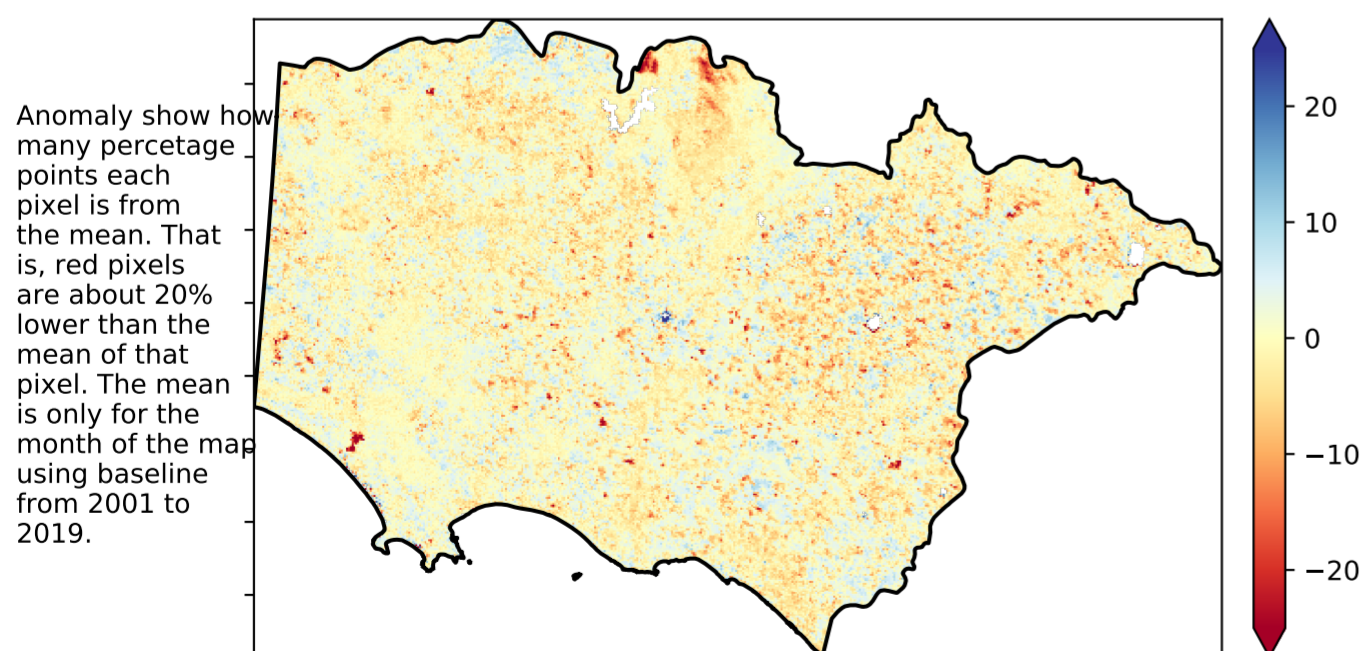 Anomaly show how
many percetage
points each
pixel is from
the mean. That
is, red pixels
are about 20%
lower than the
mean of that
pixel. The mean
is only for the
month of the map
using baseline
from 2001 to
2019.
20
10
0
−10
−20